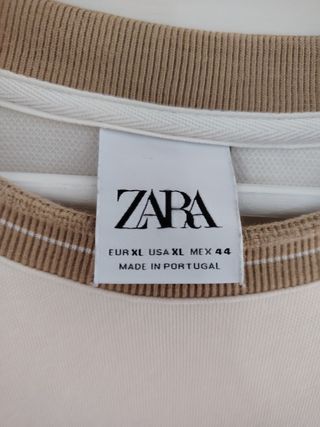 ZARA
EUR XL USA XL MEX 44
MADE IN PORTUGAL